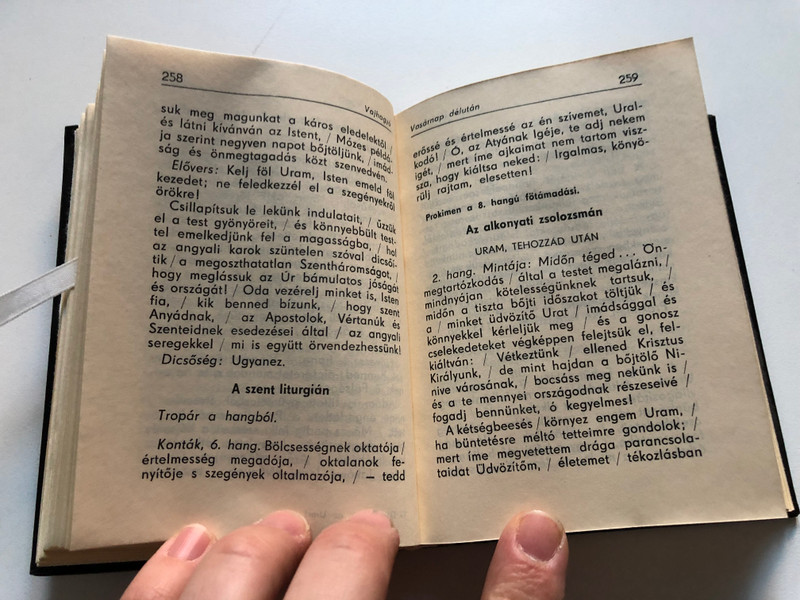 258
Vajhagyó
suk meg magunkat a káros eledelektől /
és látni kívánván az Istent, / Mózes példá-
ja szerint negyven napot bőjtöljünk, / imád-
ság és önmegtagadás közt szenvedvén.
Elővers: Kelj föl Uram, Isten emeld föl
kezedet; ne feledkezzél el a szegényekről
örökre!
Csillapítsuk le lekünk indulatait, / űzzük
el a test gyönyöreit, / és könnyebbült test-
tel emelkedjünk fel a magasságba, / hol
az angyali karok szüntelen szóval dicsői-
tik / a megoszthatatlan Szentháromságot, /
hogy meglássuk az Úr bámulatos jóságát
és országát! / Oda vezérelj minket is, Isten
fia, / kik benned bízunk, / hogy szent
Anyádnak, / az Apostolok, Vértanúk és
Szenteidnek esedezései által / az angyali
seregekkel / mi is együtt örvendezhessünk!
Dicsőség: Ugyanez.
A szent liturgián
Tropár a hangból.
Konták, 6. hang. Bölcsességnek oktatója /
értelmesség megadója, / oktalanok fe-
nyítője s szegények oltalmazója, / — tedd
Vasárnap délután
259
erőssé és értelmessé az én szívemet, Ural-
kodó! / Ó, az Atyának Igéje, te adj nekem
igét, / mert íme ajkaimat nem tartom visz-
sza, hogy kiáltsa neked: / Irgalmas, könyö-
rülj rajtam, elesetten!
Prokimen a 8. hangú főtámadási.
Az alkonyati zsolozsmán
URAM, TEHOZZÁD UTÁN
2. hang. Mintája: Midőn téged . . . Ön-
megtartózkodás / által a testet megalázni, /
mindnyájan kötelességünknek tartsuk, /
midőn a tiszta bőjti időszakot töltjük / és
a / minket üdvözítő Urat / imádsággal és
könnyekkel kérleljük meg / és a gonosz
cselekedeteket végképpen felejtsük el, fel-
kiáltván: / Vétkeztünk / ellened Krisztus
Királyunk, / de mint hajdan a bőjtölő Ni-
nive városának, / bocsáss meg nekünk is /
és a te mennyei országodnak részeseivé /
fogadj bennünket, ó kegyelmes!
A kétségbeesés / környez engem Uram, /
ha büntetésre méltó tetteimre gondolok; /
mert íme megvetettem drága parancsola-
taidat Üdvözítőm, / életemet / tékozlásban